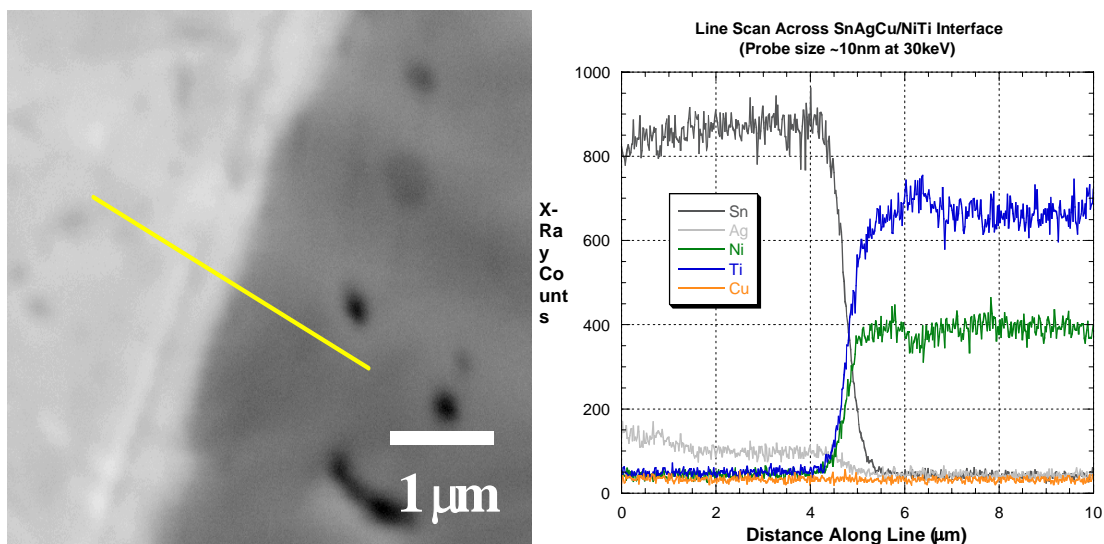 1 μm
Line Scan Across SnAgCu/NiTi Interface
(Probe size ~10nm at 30keV)
X-
Ra
y
Co
unt
s
1000
800
600
400
200
0
Sn
Ag
Ni
Ti
Cu
0 2 4 6 8 10
Distance Along Line (μm)